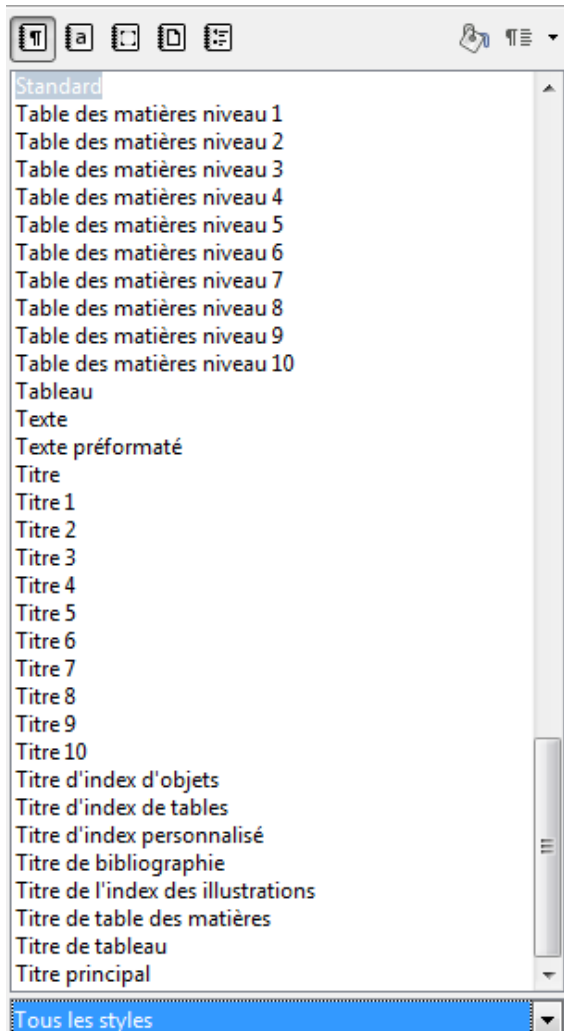 Standard
Table des matières niveau 1
Table des matières niveau 2
Table des matières niveau 3
Table des matières niveau 4
Table des matières niveau 5
Table des matières niveau 6
Table des matières niveau 7
Table des matières niveau 8
Table des matières niveau 9
Table des matières niveau 10
Tableau
Texte
Texte préformaté
Titre
Titre 1
Titre 2
Titre 3
Titre 4
Titre 5
Titre 6
Titre 7
Titre 8
Titre 9
Titre 10
Titre d'index d'objets
Titre d'index de tables
Titre d'index personnalisé
Titre de bibliographie
Titre de l'index des illustrations
Titre de table des matières
Titre de tableau
Titre principal
Tous les styles